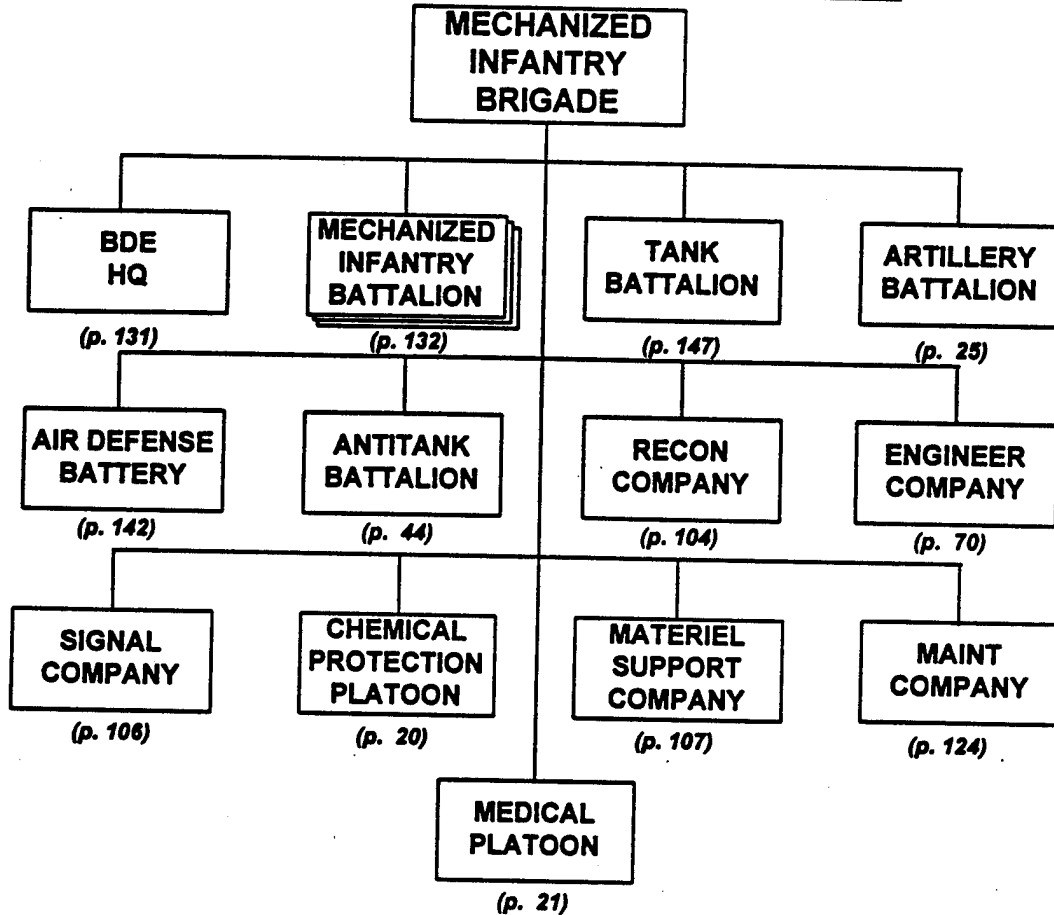 MECHANIZED
INFANTRY
BRIGADE
BDE
HQ
(p. 131)
MECHANIZED
INFANTRY
BATTALION
(p. 132)
TANK
BATTALION
(p. 147)
ARTILLERY
BATTALION
(p. 25)
AIR DEFENSE
BATTERY
(p. 142)
ANTITANK
BATTALION
(p. 44)
RECON
COMPANY
(p. 104)
ENGINEER
COMPANY
(p. 70)
SIGNAL
COMPANY
(p. 106)
CHEMICAL
PROTECTION
PLATOON
(p. 20)
MATERIEL
SUPPORT
COMPANY
(p. 107)
MAINT
COMPANY
(p. 124)
MEDICAL
PLATOON
(p. 21)